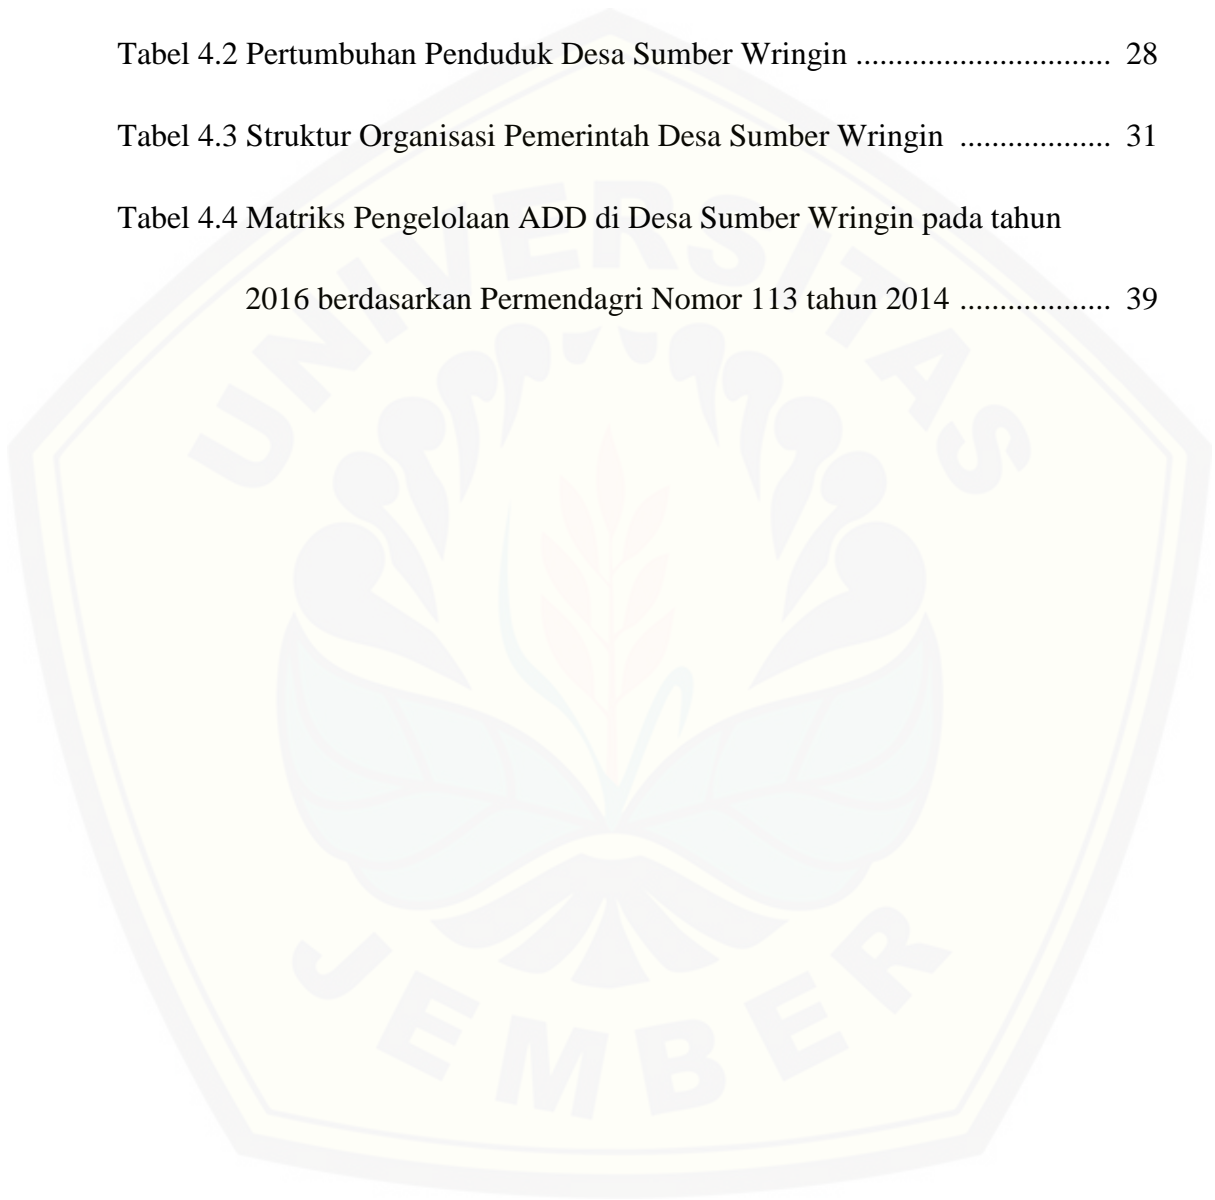 Tabel 4.2 Pertumbuhan Penduduk Desa Sumber Wringin ................................ 28
Tabel 4.3 Struktur Organisasi Pemerintah Desa Sumber Wringin ................... 31
Tabel 4.4 Matriks Pengelolaan ADD di Desa Sumber Wringin pada tahun
2016 berdasarkan Permendagri Nomor 113 tahun 2014 ................... 39
UNIVERSITAS
JEMBER